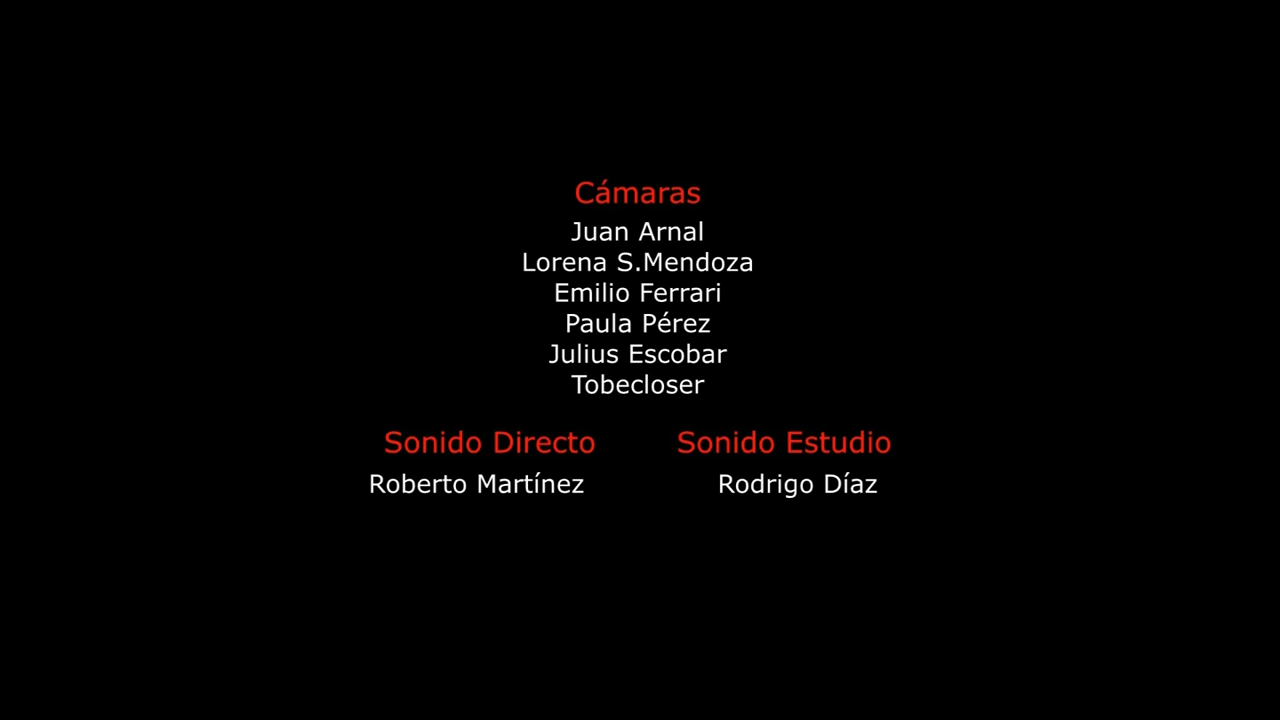 Cámaras
Juan Arnal
Lorena S.Mendoza
Emilio Ferrari
Paula Pérez
Julius Escobar
Tobecloser
Sonido Directo
Roberto Martínez
Sonido Estudio
Rodrigo Díaz